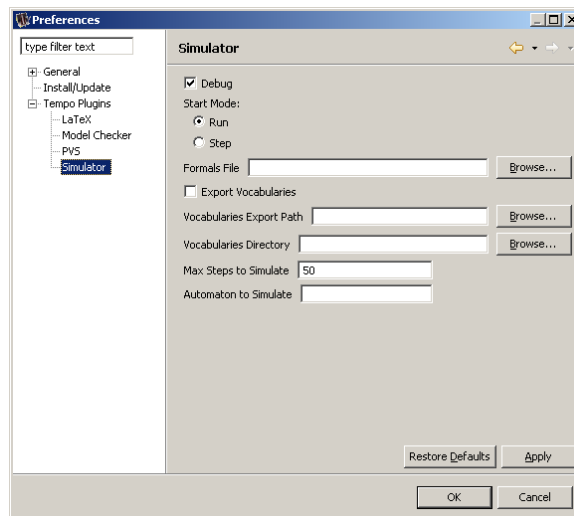 Preferences
type filter text
General
Install/Update
Tempo Plugins
LaTeX
Model Checker
PVS
Simulator
Simulator
Debug
Start Mode:
Run
Step
Formals File Browse...
Export Vocabularies
Vocabularies Export Path Browse...
Vocabularies Directory Browse...
Max Steps to Simulate 50
Automaton to Simulate
Restore Defaults Apply
OK Cancel